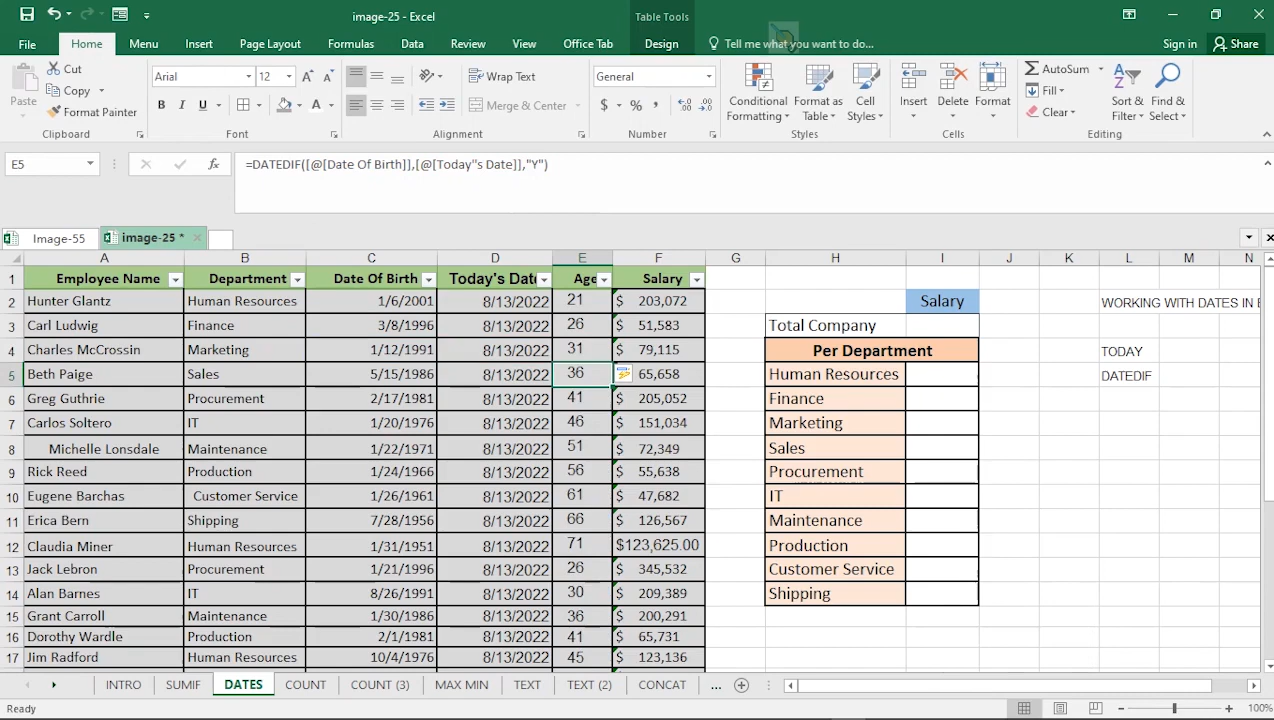 image-25 - Excel
Table Tools
File Home Menu Insert Page Layout Formulas Data Review View Office Tab Design Tell me what you want to do... Sign in Share
Paste
Cut
Copy
Format Painter
Clipboard
Arial 12
B I U
Font
Wrap Text
Merge & Center
Alignment
General
$ % ,
Number
Conditional Formatting
Format as Table
Cell Styles
Styles
Insert
Delete
Format
Cells
AutoSum
Fill
Clear
Sort & Filter
Find & Select
Editing
E5 fx =DATEDIF([@[Date Of Birth]],[@[Today''s Date]],"Y")
Image-55 image-25 *
A B C D E F G H I J K L M N
1 Employee Name Department Date Of Birth Today's Dat Age Salary
2 Hunter Glantz Human Resources 1/6/2001 8/13/2022 21 $ 203,072 Salary WORKING WITH DATES IN E
3 Carl Ludwig Finance 3/8/1996 8/13/2022 26 $ 51,583 Total Company
4 Charles McCrossin Marketing 1/12/1991 8/13/2022 31 $ 79,115 Per Department TODAY
5 Beth Paige Sales 5/15/1986 8/13/2022 36 65,658 Human Resources DATEDIF
6 Greg Guthrie Procurement 2/17/1981 8/13/2022 41 $ 205,052 Finance
7 Carlos Soltero IT 1/20/1976 8/13/2022 46 $ 151,034 Marketing
8 Michelle Lonsdale Maintenance 1/22/1971 8/13/2022 51 $ 72,349 Sales
9 Rick Reed Production 1/24/1966 8/13/2022 56 $ 55,638 Procurement
10 Eugene Barchas Customer Service 1/26/1961 8/13/2022 61 $ 47,682 IT
11 Erica Bern Shipping 7/28/1956 8/13/2022 66 $ 126,567 Maintenance
12 Claudia Miner Human Resources 1/31/1951 8/13/2022 71 $123,625.00 Production
13 Jack Lebron Procurement 1/21/1996 8/13/2022 26 $ 345,532 Customer Service
14 Alan Barnes IT 8/26/1991 8/13/2022 30 $ 209,389 Shipping
15 Grant Carroll Maintenance 1/30/1986 8/13/2022 36 $ 200,291
16 Dorothy Wardle Production 2/1/1981 8/13/2022 41 $ 65,731
17 Jim Radford Human Resources 10/4/1976 8/13/2022 45 $ 123,136
INTRO SUMIF DATES COUNT COUNT (3) MAX MIN TEXT TEXT (2) CONCAT ...
Ready 100%